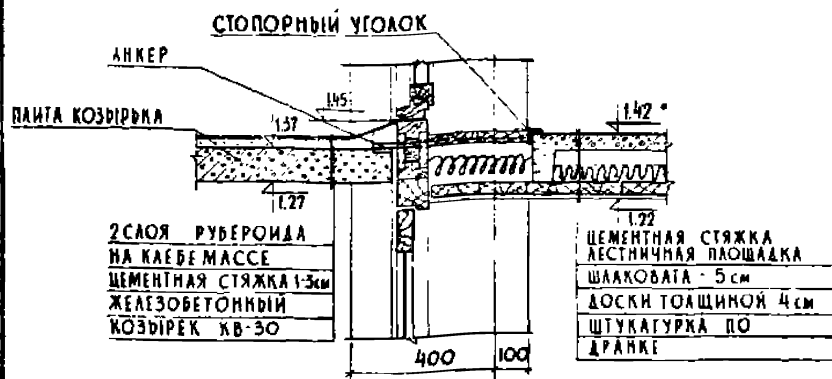 СТОПОРНЫЙ УГОЛОК
АНКЕР
ПЛИТА КОЗЫРЬКА
1.45
1.42
1.37
1.27
1.22
2 СЛОЯ РУБЕРОИДА
НА КЛЕБЕМАССЕ
ЦЕМЕНТНАЯ СТЯЖКА 1-3см
ЖЕЛЕЗОБЕТОННЫЙ
КОЗЫРЕК КВ-30
ЦЕМЕНТНАЯ СТЯЖКА
ЛЕСТНИЧНАЯ ПЛОЩАДКА
ШЛАКОВАТА - 5 см
ДОСКИ ТОЛЩИНОЙ 4 см
ШТУКАТУРКА ПО
ДРАНКЕ
400
100